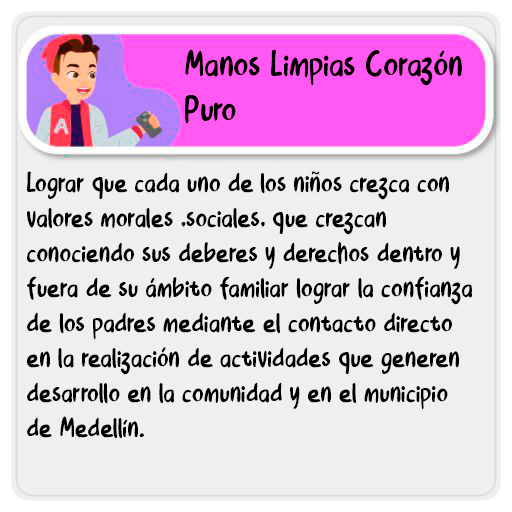 Manos Limpias Corazón
Puro
A
Lograr que cada uno de los niños crezca con
valores morales .sociales. que crezcan
conociendo sus deberes y derechos dentro y
fuera de su ámbito familiar lograr la confianza
de los padres mediante el contacto directo
en la realización de actividades que generen
desarrollo en la comunidad y en el municipio
de Medellín.